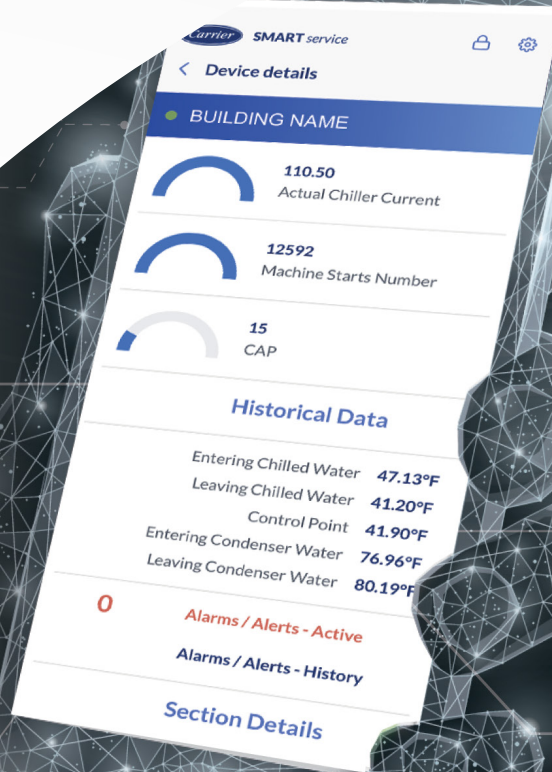 Carrier SMART service
Device details
BUILDING NAME
110.50
Actual Chiller Current
12592
Machine Starts Number
15
CAP
Historical Data
Entering Chilled Water 47.13°F
Leaving Chilled Water 41.20°F
Control Point 41.90°F
Entering Condenser Water 76.96°F
Leaving Condenser Water 80.19°F
0 Alarms / Alerts - Active
Alarms / Alerts - History
Section Details